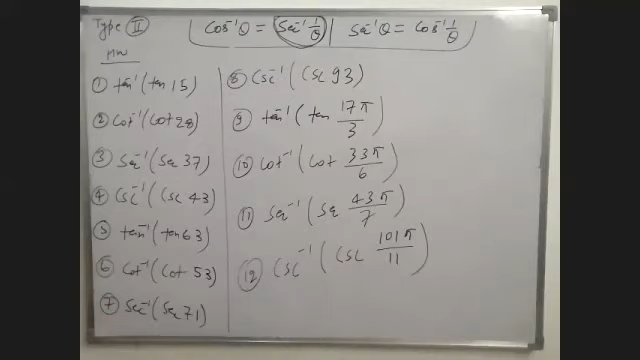 Type II
Cos⁻¹θ = Sec⁻¹ 1/θ | Sec⁻¹θ = Cos⁻¹ 1/θ
HW
① tan⁻¹(tan 15)
② Cot⁻¹(Cot 28)
③ Sec⁻¹(Sec 37)
④ Csc⁻¹(Csc 43)
⑤ tan⁻¹(tan 63)
⑥ Cot⁻¹(Cot 53)
⑦ Sec⁻¹(Sec 71)
⑧ Csc⁻¹(Csc 93)
⑨ tan⁻¹(tan 17π/3)
⑩ Cot⁻¹(Cot 33π/6)
⑪ Sec⁻¹(Sec 43π/7)
⑫ Csc⁻¹(Csc 101π/11)